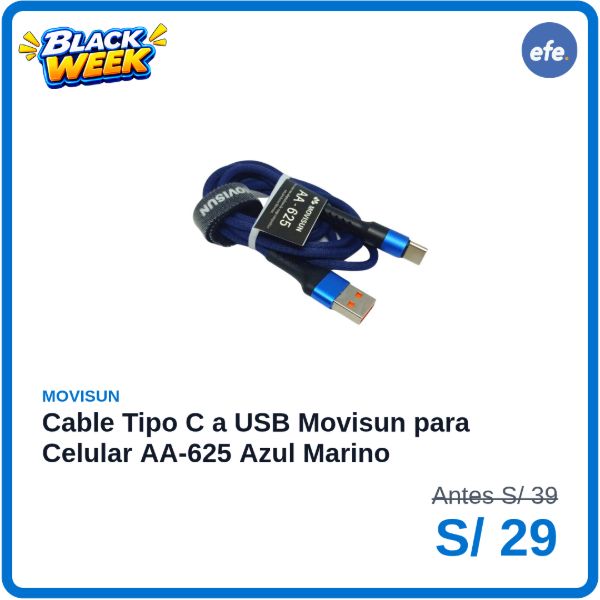 BLACK
WEEK
efe.
MOVISUN
MOVISUN
AA 625
MOVISUN
Cable Tipo C a USB Movisun para
Celular AA-625 Azul Marino
Antes S/ 39
S/ 29